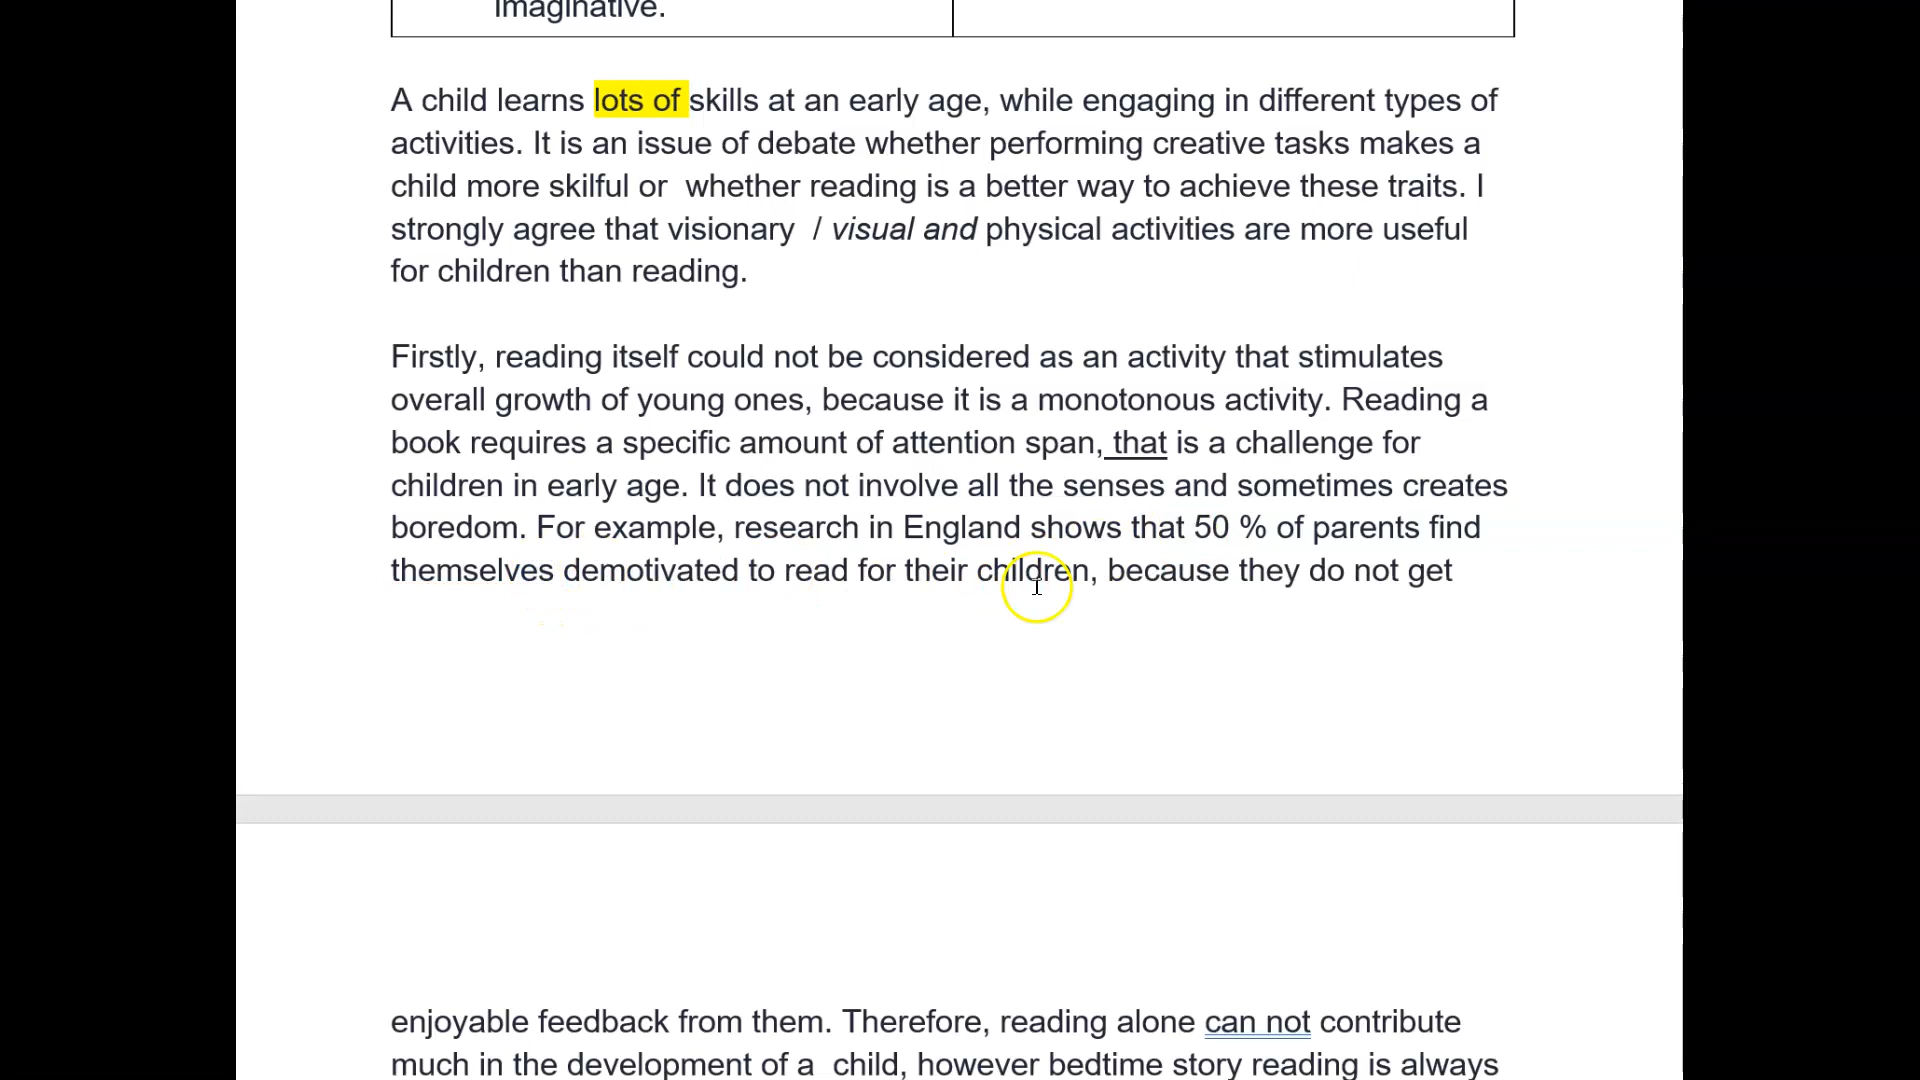 imaginative.
A child learns lots of skills at an early age, while engaging in different types of
activities. It is an issue of debate whether performing creative tasks makes a
child more skilful or  whether reading is a better way to achieve these traits. I
strongly agree that visionary  / visual and physical activities are more useful
for children than reading.
Firstly, reading itself could not be considered as an activity that stimulates
overall growth of young ones, because it is a monotonous activity. Reading a
book requires a specific amount of attention span, that is a challenge for
children in early age. It does not involve all the senses and sometimes creates
boredom. For example, research in England shows that 50 % of parents find
themselves demotivated to read for their children, because they do not get
enjoyable feedback from them. Therefore, reading alone can not contribute
much in the development of a  child, however bedtime story reading is always